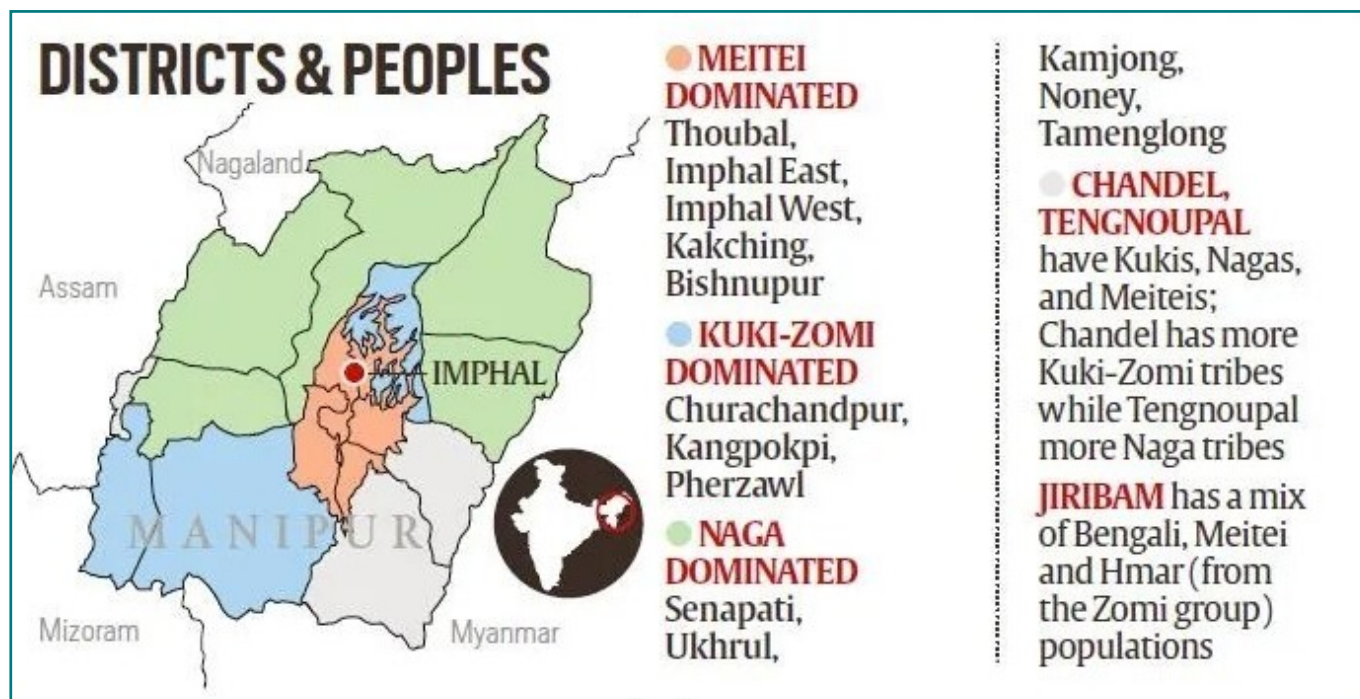 DISTRICTS & PEOPLES
Nagaland
Assam
IMPHAL
MANIPUR
Mizoram
Myanmar
MEITEI
DOMINATED
Thoubal,
Imphal East,
Imphal West,
Kakching,
Bishnupur
KUKI-ZOMI
DOMINATED
Churachandpur,
Kangpokpi,
Pherzawl
NAGA
DOMINATED
Senapati,
Ukhrul,
Kamjong,
Noney,
Tamenglong
CHANDEL,
TENGNOUPAL
have Kukis, Nagas,
and Meiteis;
Chandel has more
Kuki-Zomi tribes
while Tengnoupal
more Naga tribes
JIRIBAM has a mix
of Bengali, Meitei
and Hmar (from
the Zomi group)
populations